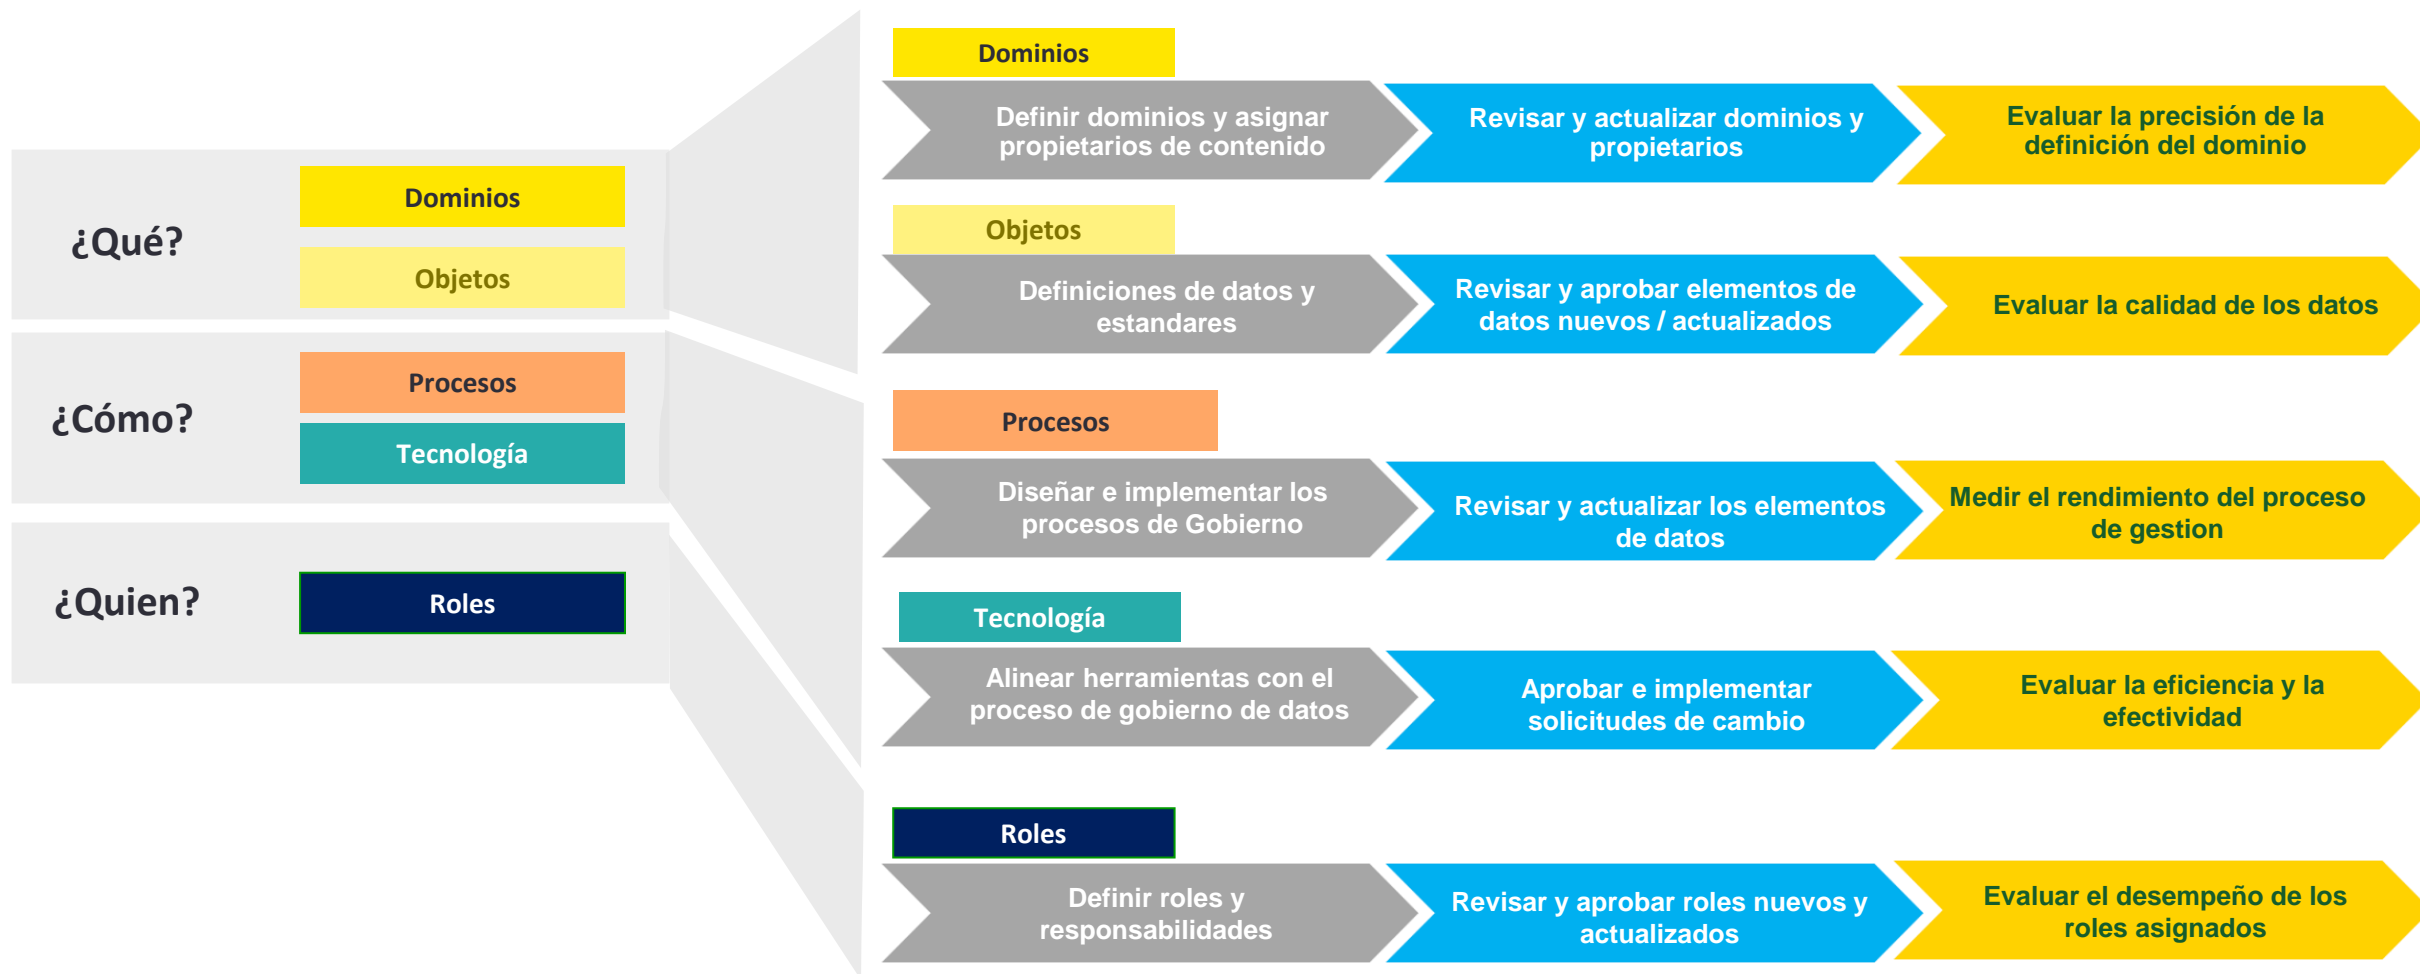 ¿Qué?
Dominios
Objetos
¿Cómo?
Procesos
Tecnología
¿Quien?
Roles
Dominios
Definir dominios y asignar
propietarios de contenido
Revisar y actualizar dominios y
propietarios
Evaluar la precisión de la
definición del dominio
Objetos
Definiciones de datos y
estandares
Revisar y aprobar elementos de
datos nuevos / actualizados
Evaluar la calidad de los datos
Procesos
Diseñar e implementar los
procesos de Gobierno
Revisar y actualizar los elementos
de datos
Medir el rendimiento del proceso
de gestion
Tecnología
Alinear herramientas con el
proceso de gobierno de datos
Aprobar e implementar
solicitudes de cambio
Evaluar la eficiencia y la
efectividad
Roles
Definir roles y
responsabilidades
Revisar y aprobar roles nuevos y
actualizados
Evaluar el desempeño de los
roles asignados